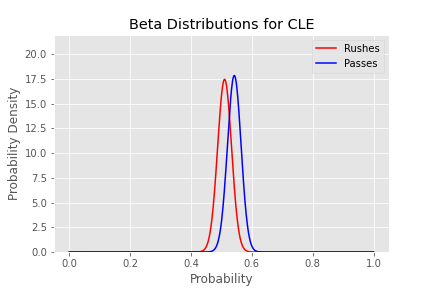 Beta Distributions for CLE
Rushes
Passes
Probability Density
20.0
17.5
15.0
12.5
10.0
7.5
5.0
2.5
0.0
0.0 0.2 0.4 0.6 0.8 1.0
Probability